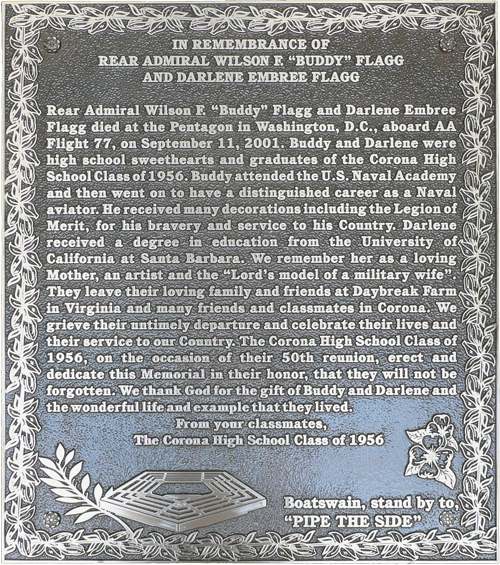 IN REMEMBRANCE OF
REAR ADMIRAL WILSON F. “BUDDY” FLAGG
AND DARLENE EMBREE FLAGG
Rear Admiral Wilson F. “Buddy” Flagg and Darlene Embree
Flagg died at the Pentagon in Washington, D.C., aboard AA
Flight 77, on September 11, 2001. Buddy and Darlene were
high school sweethearts and graduates of the Corona High
School Class of 1956. Buddy attended the U.S. Naval Academy
and then went on to have a distinguished career as a Naval
aviator. He received many decorations including the Legion of
Merit, for his bravery and service to his Country. Darlene
received a degree in education from the University of
California at Santa Barbara. We remember her as a loving
Mother, an artist and the “Lord’s model of a military wife”.
They leave their loving family and friends at Daybreak Farm
in Virginia and many friends and classmates in Corona. We
grieve their untimely departure and celebrate their lives and
their service to our Country. The Corona High School Class of
1956, on the occasion of their 50th reunion, erect and
dedicate this Memorial in their honor, that they will not be
forgotten. We thank God for the gift of Buddy and Darlene and
the wonderful life and example that they lived.
From your classmates,
The Corona High School Class of 1956
Boatswain, stand by to,
“PIPE THE SIDE”